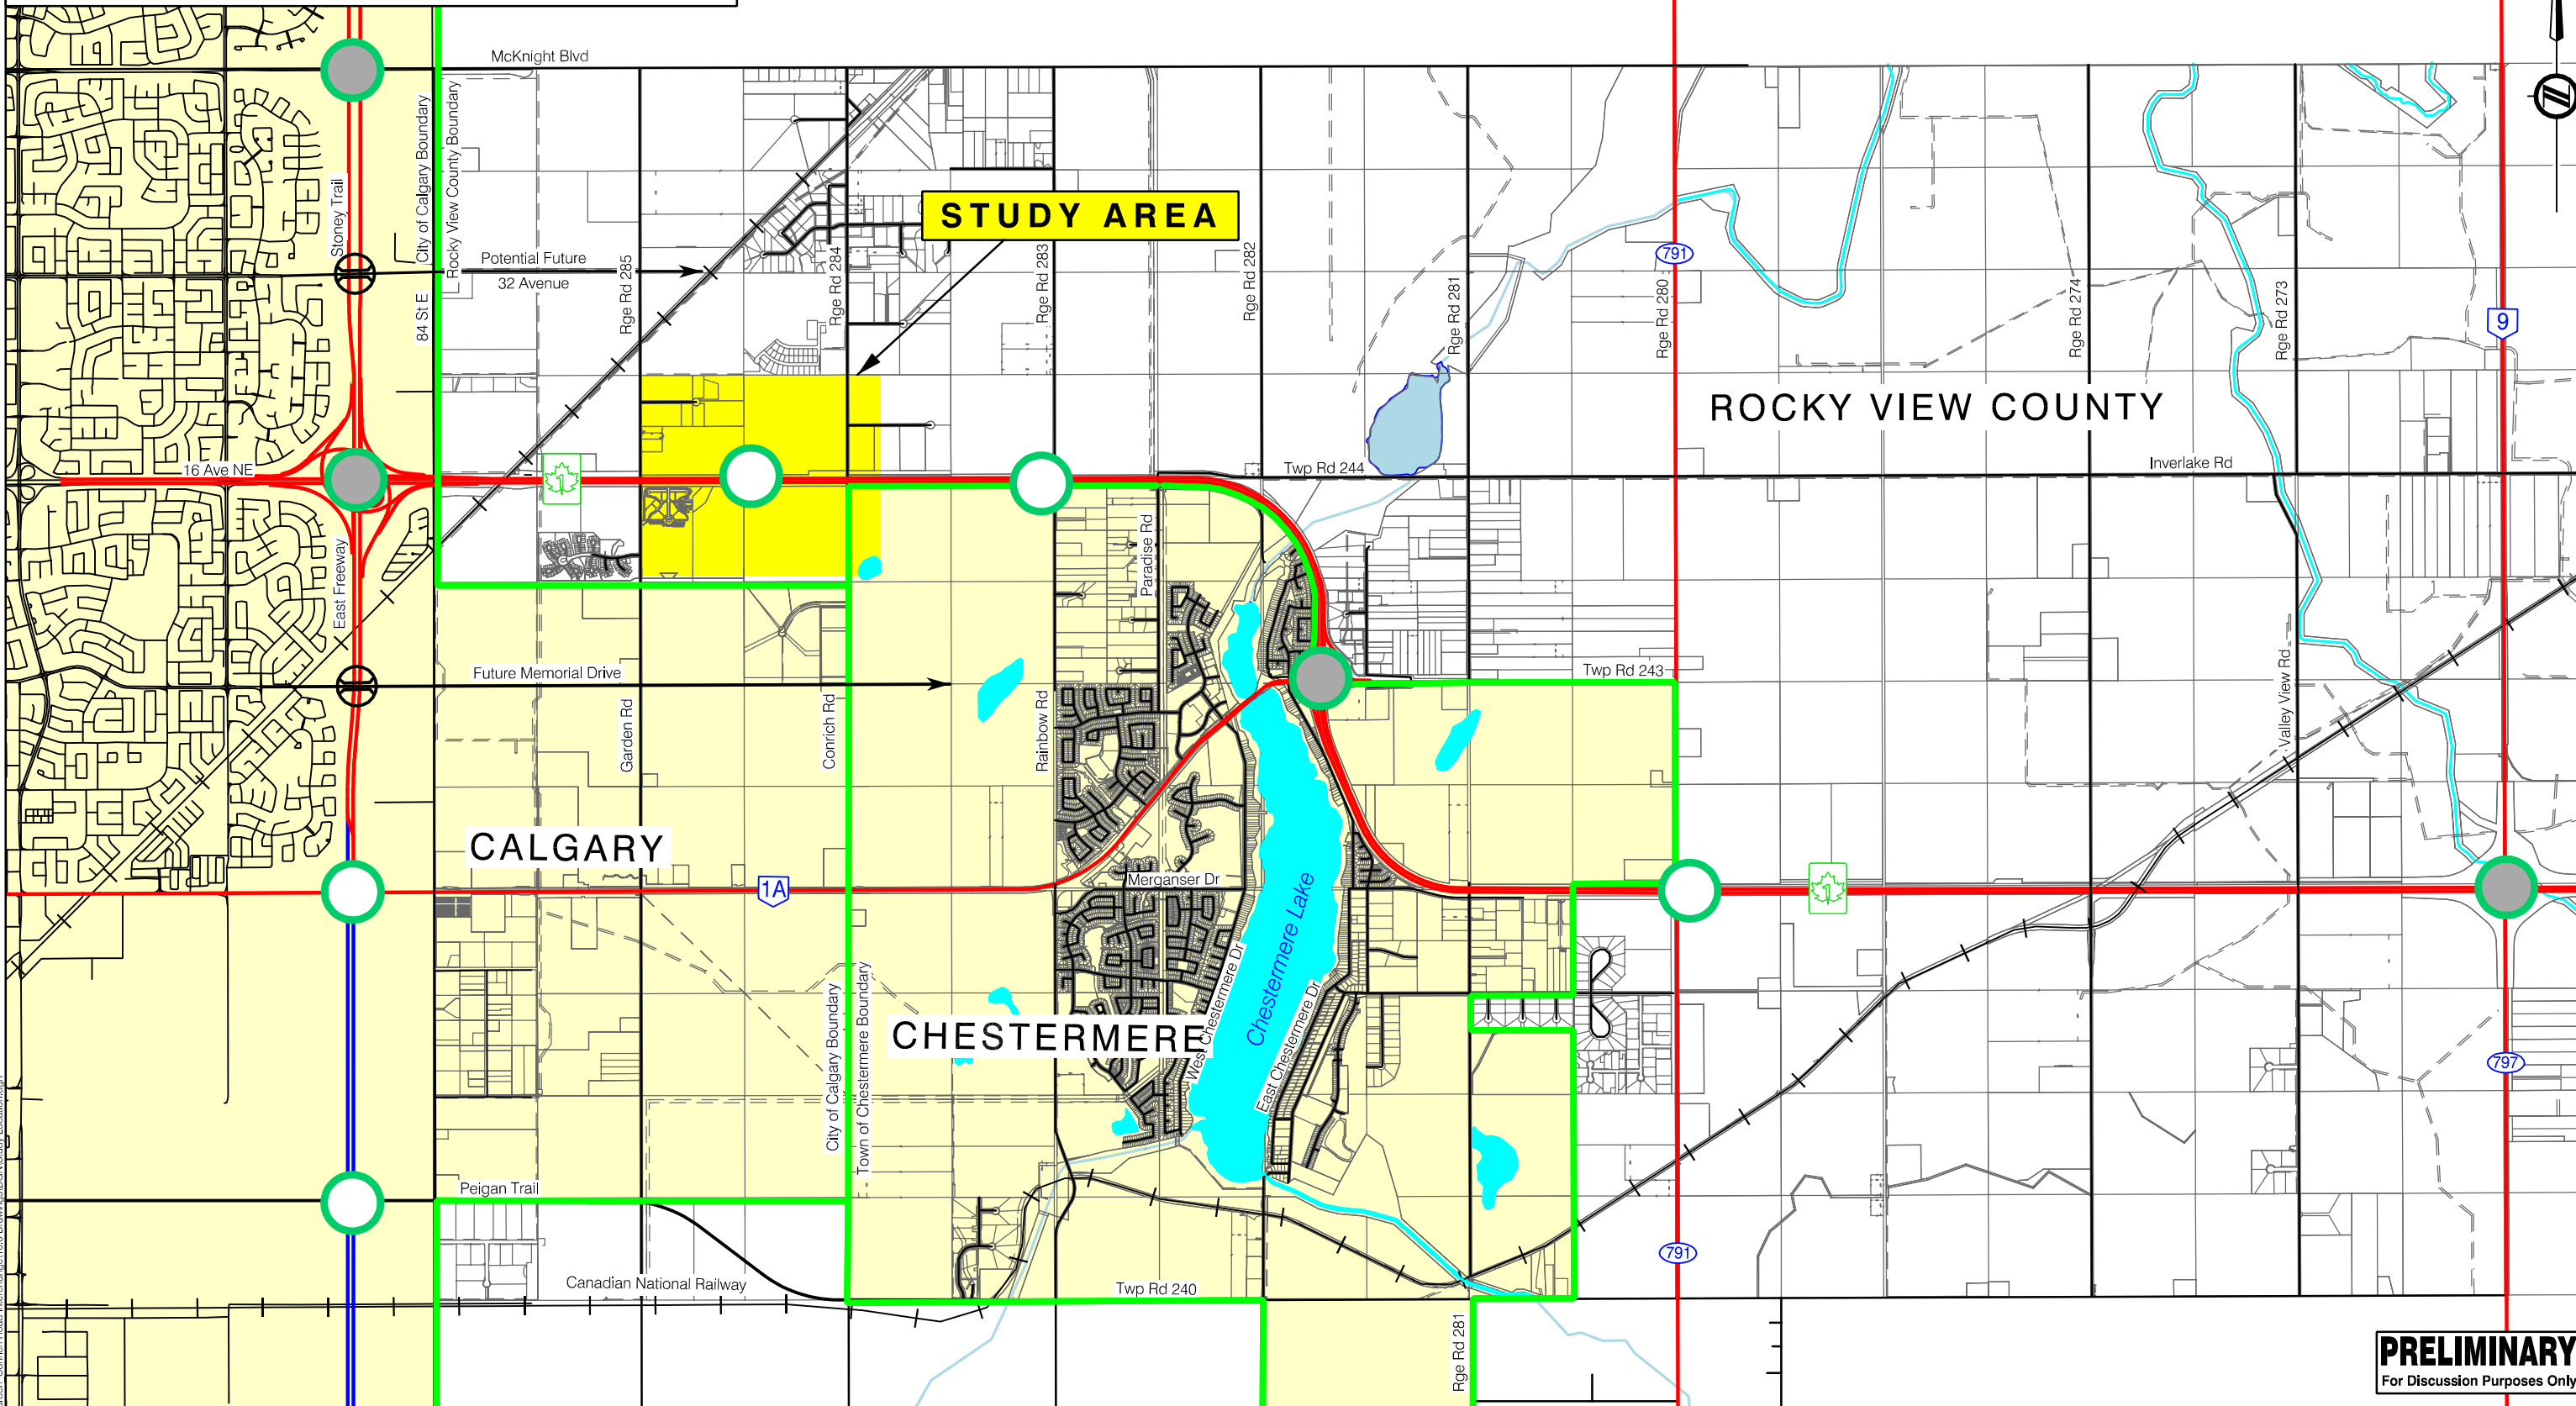 McKnight Blvd
City of Calgary Boundary
Rocky View County Boundary
Stoney Trail
STUDY AREA
Potential Future
32 Avenue
84 St E
Rge Rd 285
Rge Rd 284
Rge Rd 283
Rge Rd 282
Rge Rd 281
791
Rge Rd 280
Rge Rd 274
Rge Rd 273
9
ROCKY VIEW COUNTY
16 Ave NE
1
Twp Rd 244
Inverlake Rd
East Freeway
Paradise Rd
Future Memorial Drive
Twp Rd 243
Garden Rd
Conrich Rd
Rainbow Rd
Valley View Rd
CALGARY
1A
Merganser Dr
1
Chestermere Lake
City of Calgary Boundary
Town of Chestermere Boundary
CHESTERMERE
West Chestermere Dr
East Chestermere Dr
797
Peigan Trail
791
Canadian National Railway
Twp Rd 240
Rge Rd 281
PRELIMINARY
For Discussion Purposes Only